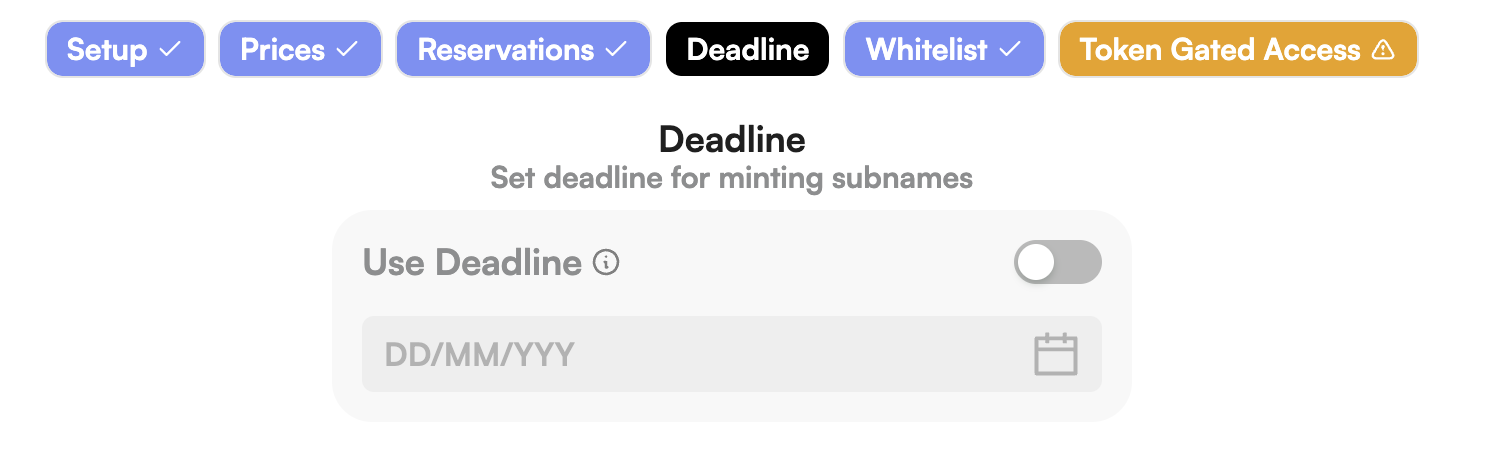 Setup Prices Reservations Deadline Whitelist Token Gated Access
Deadline
Set deadline for minting subnames
Use Deadline
DD/MM/YYY